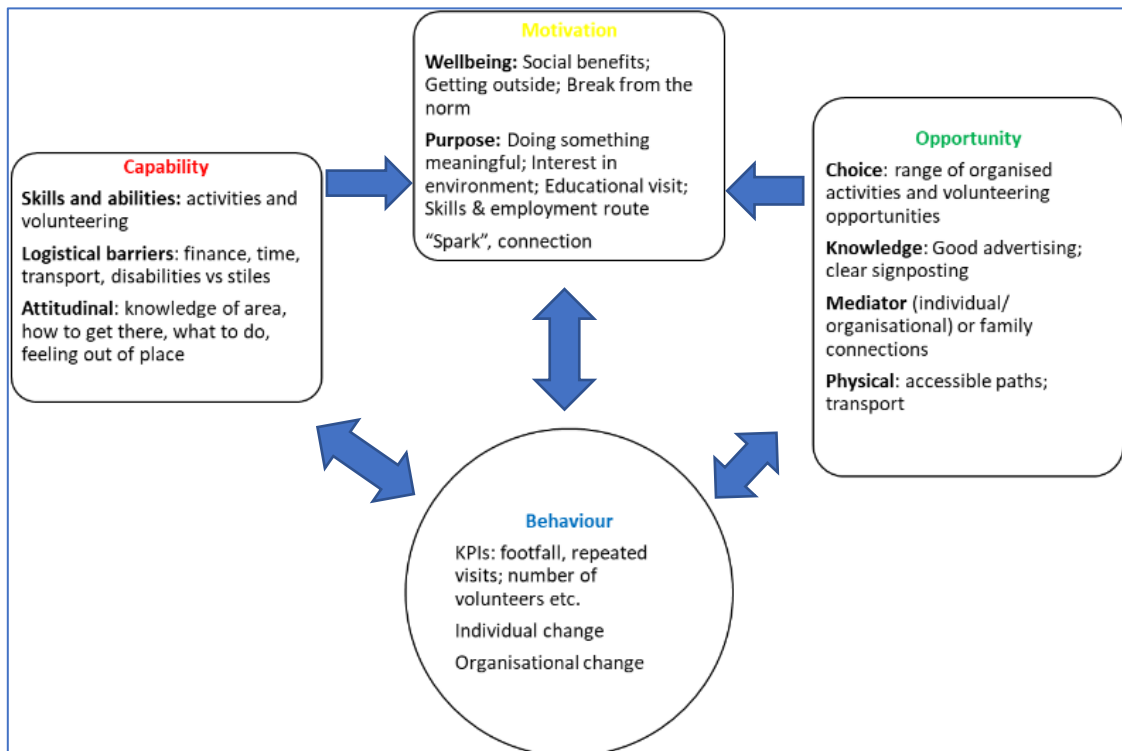 Motivation
Wellbeing: Social benefits;
Getting outside; Break from the
norm
Purpose: Doing something
meaningful; Interest in
environment; Educational visit;
Skills & employment route
“Spark”, connection
Capability
Skills and abilities: activities and
volunteering
Logistical barriers: finance, time,
transport, disabilities vs stiles
Attitudinal: knowledge of area,
how to get there, what to do,
feeling out of place
Opportunity
Choice: range of organised
activities and volunteering
opportunities
Knowledge: Good advertising;
clear signposting
Mediator (individual/
organisational) or family
connections
Physical: accessible paths;
transport
Behaviour
KPIs: footfall, repeated
visits; number of
volunteers etc.
Individual change
Organisational change